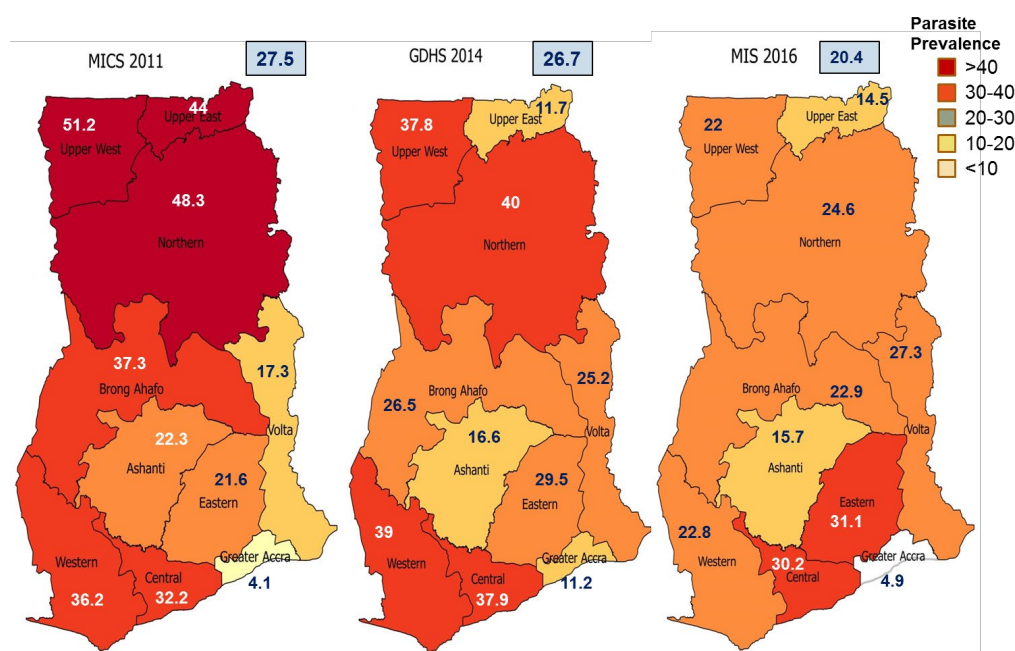 MICS 2011
27.5
51.2
Upper West
44
Upper East
48.3
Northern
37.3
Brong Ahafo
17.3
Volta
22.3
Ashanti
21.6
Eastern
Western
36.2
Central
32.2
Greater Accra
4.1
GDHS 2014
26.7
37.8
Upper West
11.7
Upper East
40
Northern
Brong Ahafo
26.5
25.2
Volta
16.6
Ashanti
29.5
Eastern
39
Western
Central
37.9
Greater Accra
11.2
MIS 2016
20.4
22
Upper West
14.5
Upper East
24.6
Northern
27.3
Brong Ahafo
22.9
Volta
15.7
Ashanti
Eastern
31.1
22.8
Western
30.2
Central
Greater Accra
4.9
Parasite
Prevalence
>40
30-40
20-30
10-20
<10